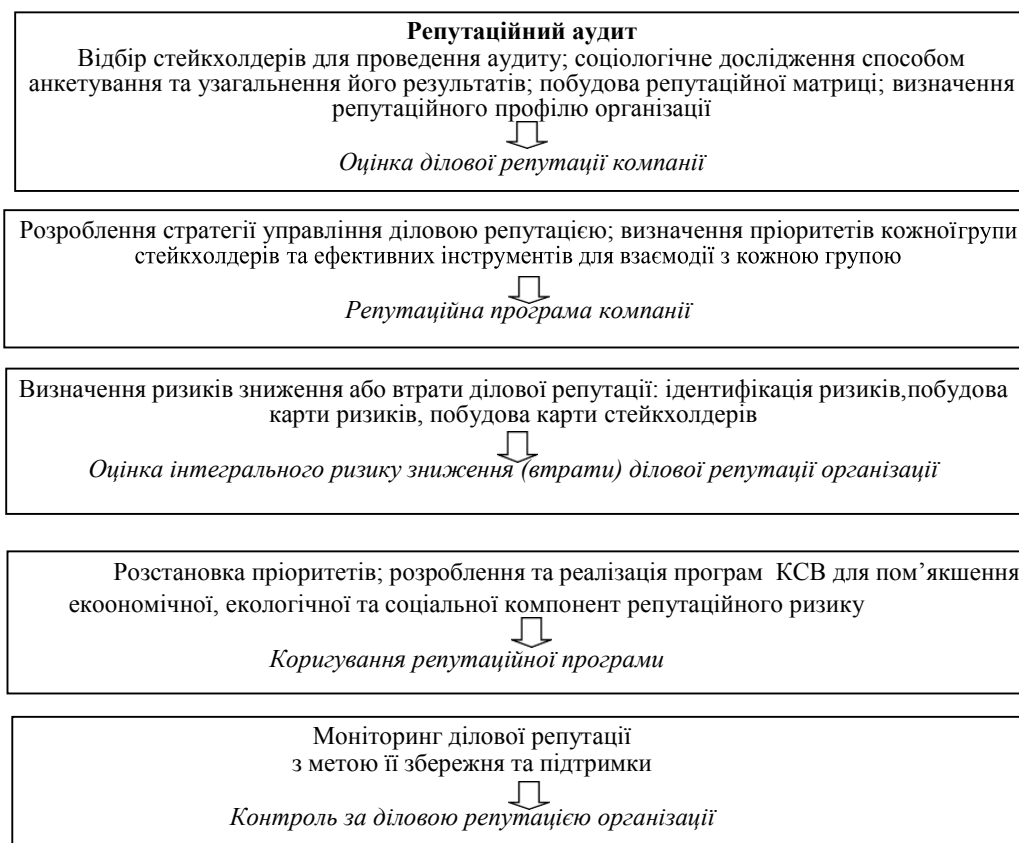 Репутаційний аудит
Відбір стейкхолдерів для проведення аудиту; соціологічне дослідження способом
анкетування та узагальнення його результатів; побудова репутаційної матриці; визначення
репутаційного профілю організації
Оцінка ділової репутації компанії
Розроблення стратегії управління діловою репутацією; визначення пріоритетів кожної групи
стейкхолдерів та ефективних інструментів для взаємодії з кожною групою
Репутаційна програма компанії
Визначення ризиків зниження або втрати ділової репутації: ідентифікація ризиків,побудова
карти ризиків, побудова карти стейкхолдерів
Оцінка інтегрального ризику зниження (втрати) ділової репутації організації
Розстановка пріоритетів; розроблення та реалізація програм КСВ для пом’якшення
екоономічної, екологічної та соціальної компонент репутаційного ризику
Коригування репутаційної програми
Моніторинг ділової репутації
з метою її збережня та підтримки
Контроль за діловою репутацією організації